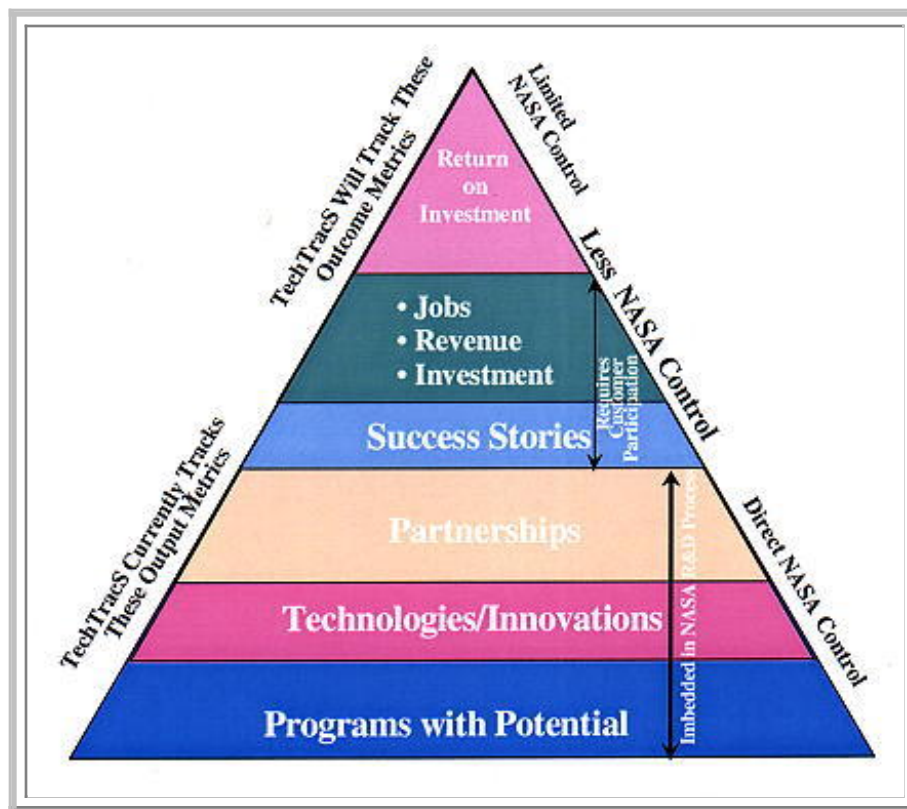 TechTracS Will Track These
Outcome Metrics
Limited
NASA Control
Return
on
Investment
Less NASA Control
• Jobs
• Revenue
• Investment
Requires
Customer
Participation
Success Stories
TechTracS Currently Tracks
These Output Metrics
Partnerships
Direct NASA Control
Imbedded in NASA R&D Process
Technologies/Innovations
Programs with Potential